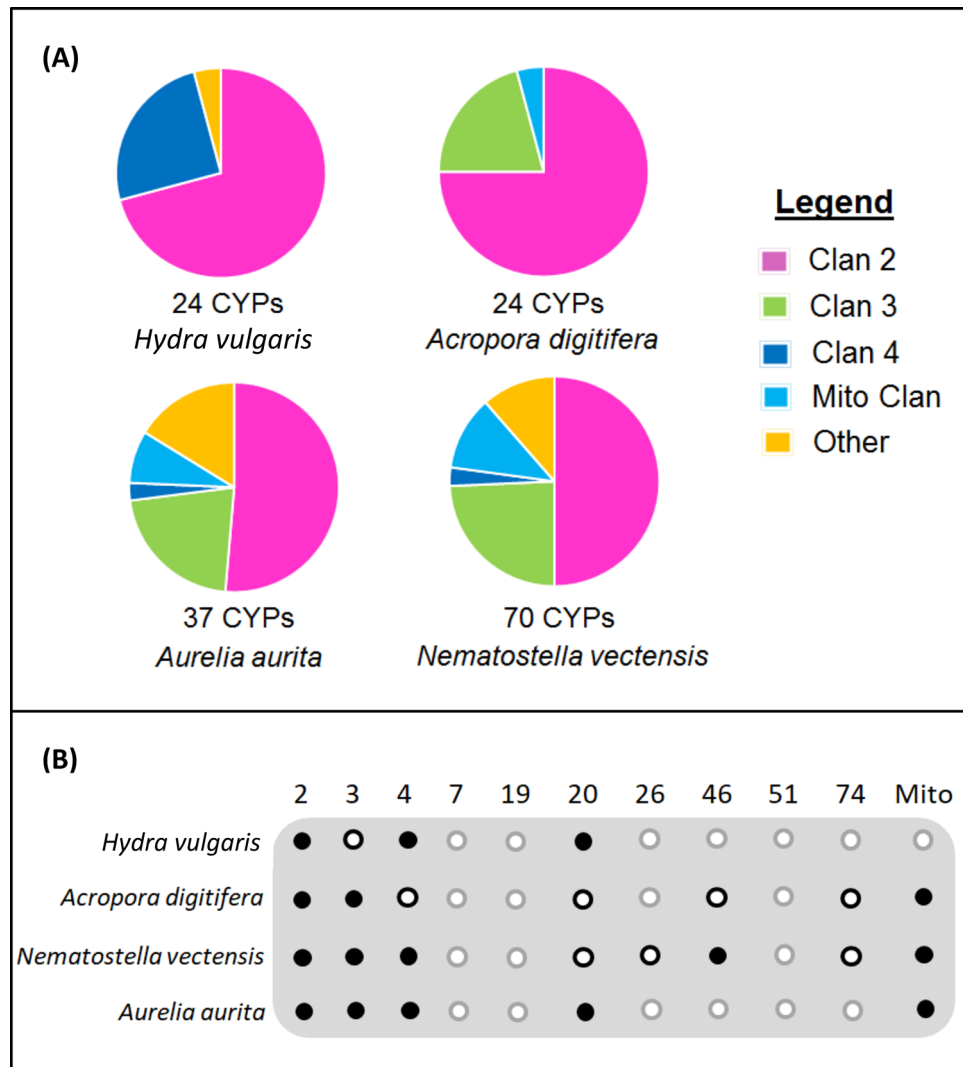 (A)
24 CYPs
Hydra vulgaris
24 CYPs
Acropora digitifera
37 CYPs
Aurelia aurita
70 CYPs
Nematostella vectensis
Legend
Clan 2
Clan 3
Clan 4
Mito Clan
Other
(B)
2 3 4 7 19 20 26 46 51 74 Mito
Hydra vulgaris
Acropora digitifera
Nematostella vectensis
Aurelia aurita